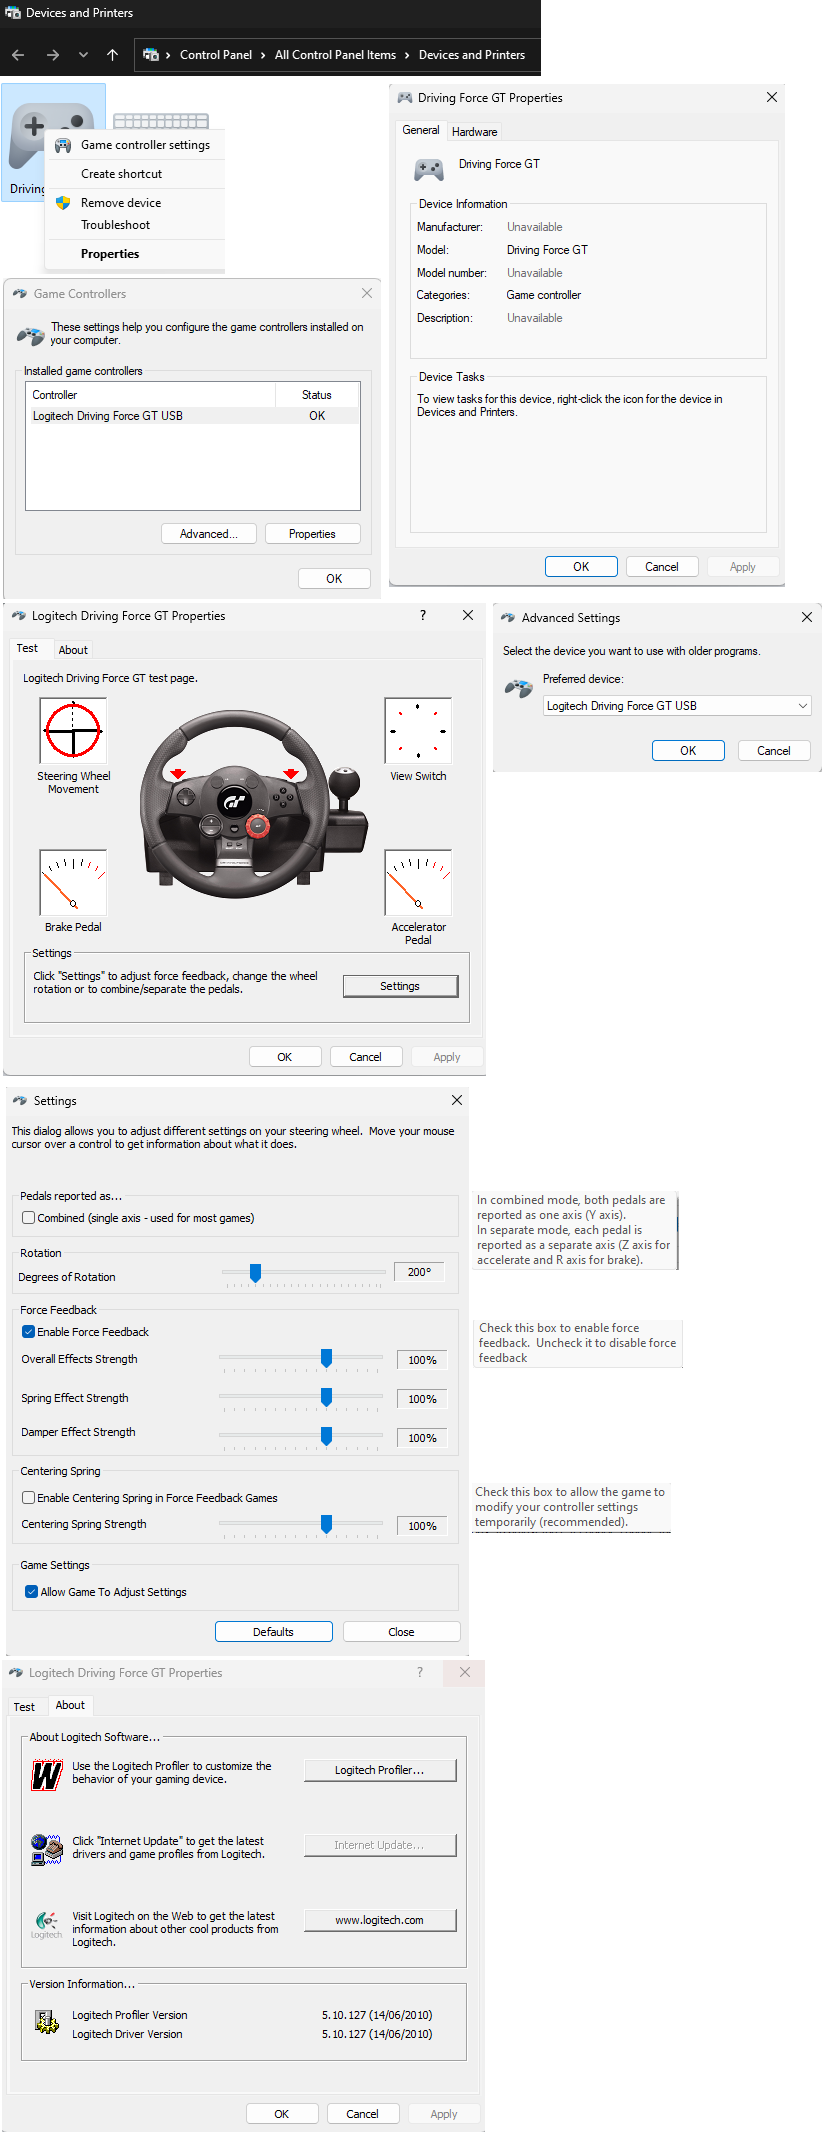 Devices and Printers
Control Panel > All Control Panel Items > Devices and Printers
Driving
Game controller settings
Create shortcut
Remove device
Troubleshoot
Properties
Driving Force GT Properties
General
Hardware
Driving Force GT
Device Information
Manufacturer: Unavailable
Model: Driving Force GT
Model number: Unavailable
Categories: Game controller
Description: Unavailable
Device Tasks
To view tasks for this device, right-click the icon for the device in
Devices and Printers.
OK
Cancel
Apply
Game Controllers
These settings help you configure the game controllers installed on
your computer.
Installed game controllers
Controller Status
Logitech Driving Force GT USB OK
Advanced...
Properties
OK
Logitech Driving Force GT Properties
?
Test
About
Logitech Driving Force GT test page.
Steering Wheel
Movement
View Switch
Brake Pedal
Accelerator
Pedal
Settings
Click "Settings" to adjust force feedback, change the wheel
rotation or to combine/separate the pedals.
Settings
OK
Cancel
Apply
Advanced Settings
Select the device you want to use with older programs.
Preferred device:
Logitech Driving Force GT USB
OK
Cancel
Settings
This dialog allows you to adjust different settings on your steering wheel. Move your mouse
cursor over a control to get information about what it does.
Pedals reported as...
Combined (single axis - used for most games)
In combined mode, both pedals are
reported as one axis (Y axis).
In separate mode, each pedal is
reported as a separate axis (Z axis for
accelerate and R axis for brake).
Rotation
Degrees of Rotation 200°
Force Feedback
Enable Force Feedback
Check this box to enable force
feedback. Uncheck it to disable force
feedback
Overall Effects Strength 100%
Spring Effect Strength 100%
Damper Effect Strength 100%
Centering Spring
Enable Centering Spring in Force Feedback Games
Centering Spring Strength 100%
Check this box to allow the game to
modify your controller settings
temporarily (recommended).
Game Settings
Allow Game To Adjust Settings
Defaults
Close
Logitech Driving Force GT Properties
?
Test
About
About Logitech Software...
Use the Logitech Profiler to customize the
behavior of your gaming device.
Logitech Profiler...
Click "Internet Update" to get the latest
drivers and game profiles from Logitech.
Internet Update...
Logitech
Visit Logitech on the Web to get the latest
information about other cool products from
Logitech.
www.logitech.com
Version Information...
Logitech Profiler Version 5.10.127 (14/06/2010)
Logitech Driver Version 5.10.127 (14/06/2010)
OK
Cancel
Apply